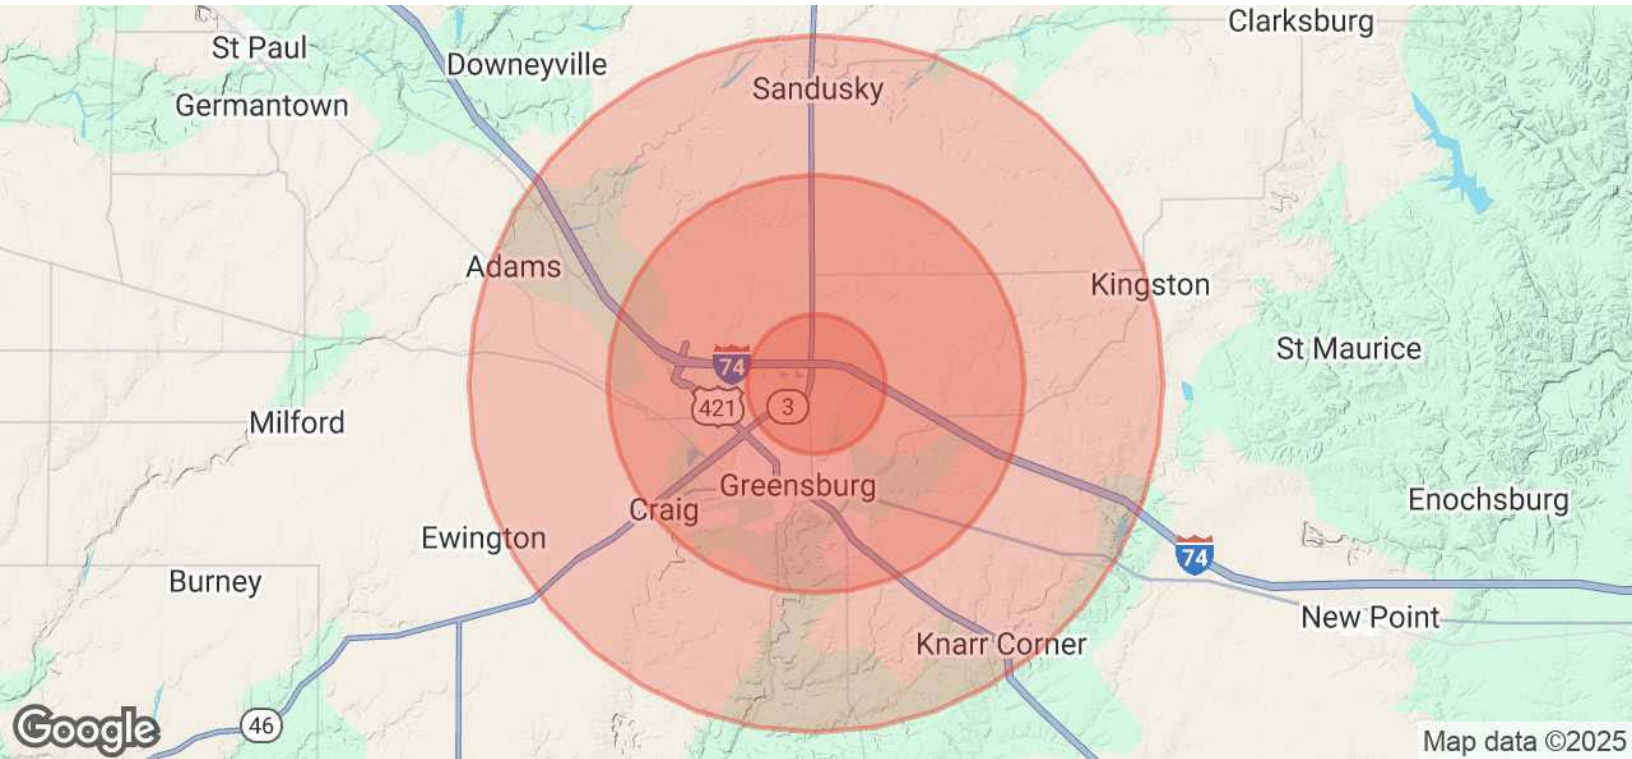 Clarksburg
St Paul
Downeyville
Sandusky
Germantown
Adams
Kingston
St Maurice
74
421
3
Milford
Greensburg
Craig
Enochsburg
Ewington
74
Burney
New Point
Knarr Corner
46
Google
Map data ©2025